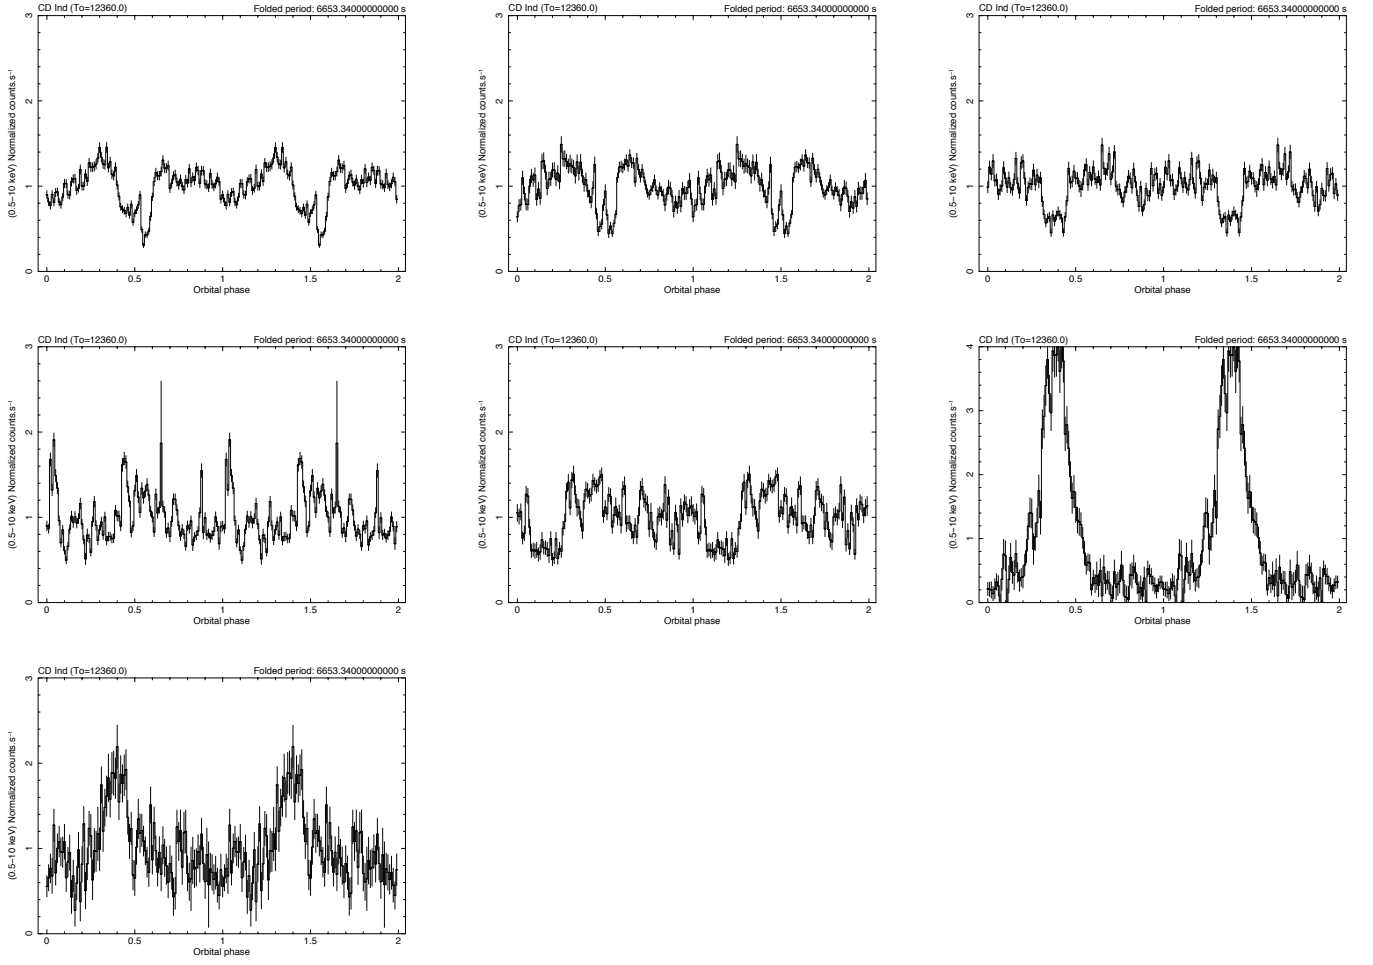 CD Ind (To=12360.0) Folded period: 6653.34000000000 s
(0.5−10 keV) Normalized counts.s⁻¹
3
2
1
0
0 0.5 1 1.5 2
Orbital phase
CD Ind (To=12360.0) Folded period: 6653.34000000000 s
(0.5−10 keV) Normalized counts.s⁻¹
3
2
1
0
0 0.5 1 1.5 2
Orbital phase
CD Ind (To=12360.0) Folded period: 6653.34000000000 s
(0.5−10 keV) Normalized counts.s⁻¹
3
2
1
0
0 0.5 1 1.5 2
Orbital phase
CD Ind (To=12360.0) Folded period: 6653.34000000000 s
(0.5−10 keV) Normalized counts.s⁻¹
3
2
1
0
0 0.5 1 1.5 2
Orbital phase
CD Ind (To=12360.0) Folded period: 6653.34000000000 s
(0.5−10 keV) Normalized counts.s⁻¹
3
2
1
0
0 0.5 1 1.5 2
Orbital phase
CD Ind (To=12360.0) Folded period: 6653.34000000000 s
(0.5−10 keV) Normalized counts.s⁻¹
4
3
2
1
0
0 0.5 1 1.5 2
Orbital phase
CD Ind (To=12360.0) Folded period: 6653.34000000000 s
(0.5−10 keV) Normalized counts.s⁻¹
3
2
1
0
0 0.5 1 1.5 2
Orbital phase